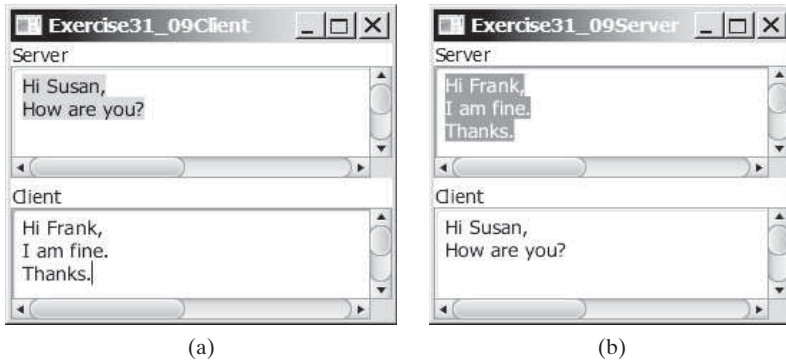 Exercise31_09Client
Server
Hi Susan,
How are you?
Client
Hi Frank,
I am fine.
Thanks.
(a)
Exercise31_09Server
Server
Hi Frank,
I am fine.
Thanks.
Client
Hi Susan,
How are you?
(b)